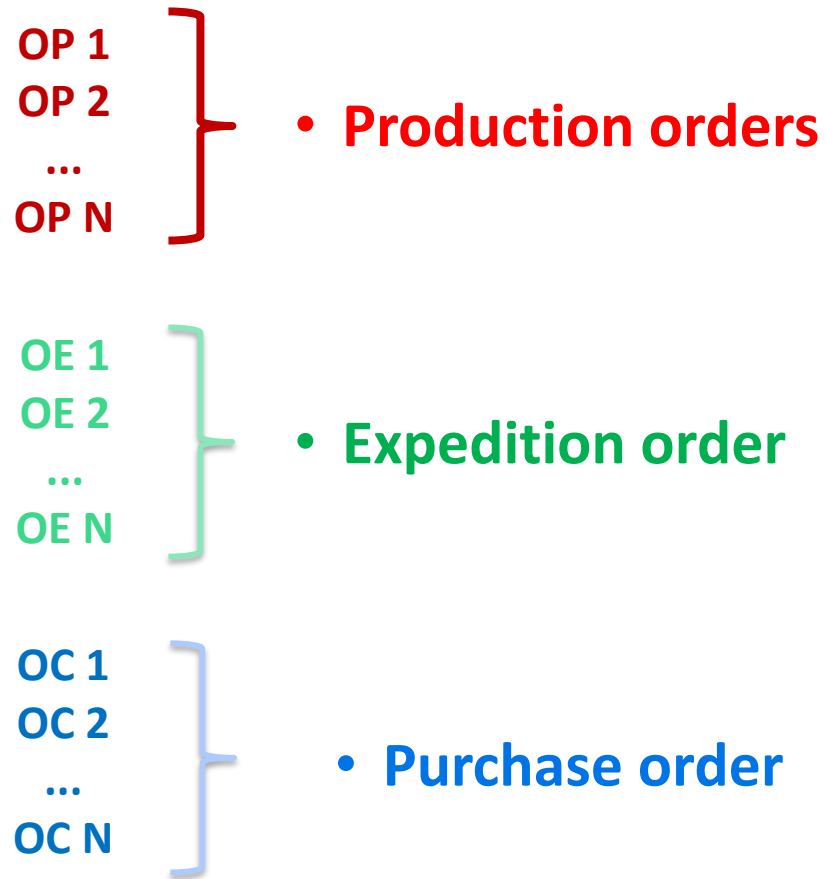 OP 1
OP 2
...
OP N
• Production orders
OE 1
OE 2
...
OE N
• Expedition order
OC 1
OC 2
...
OC N
• Purchase order